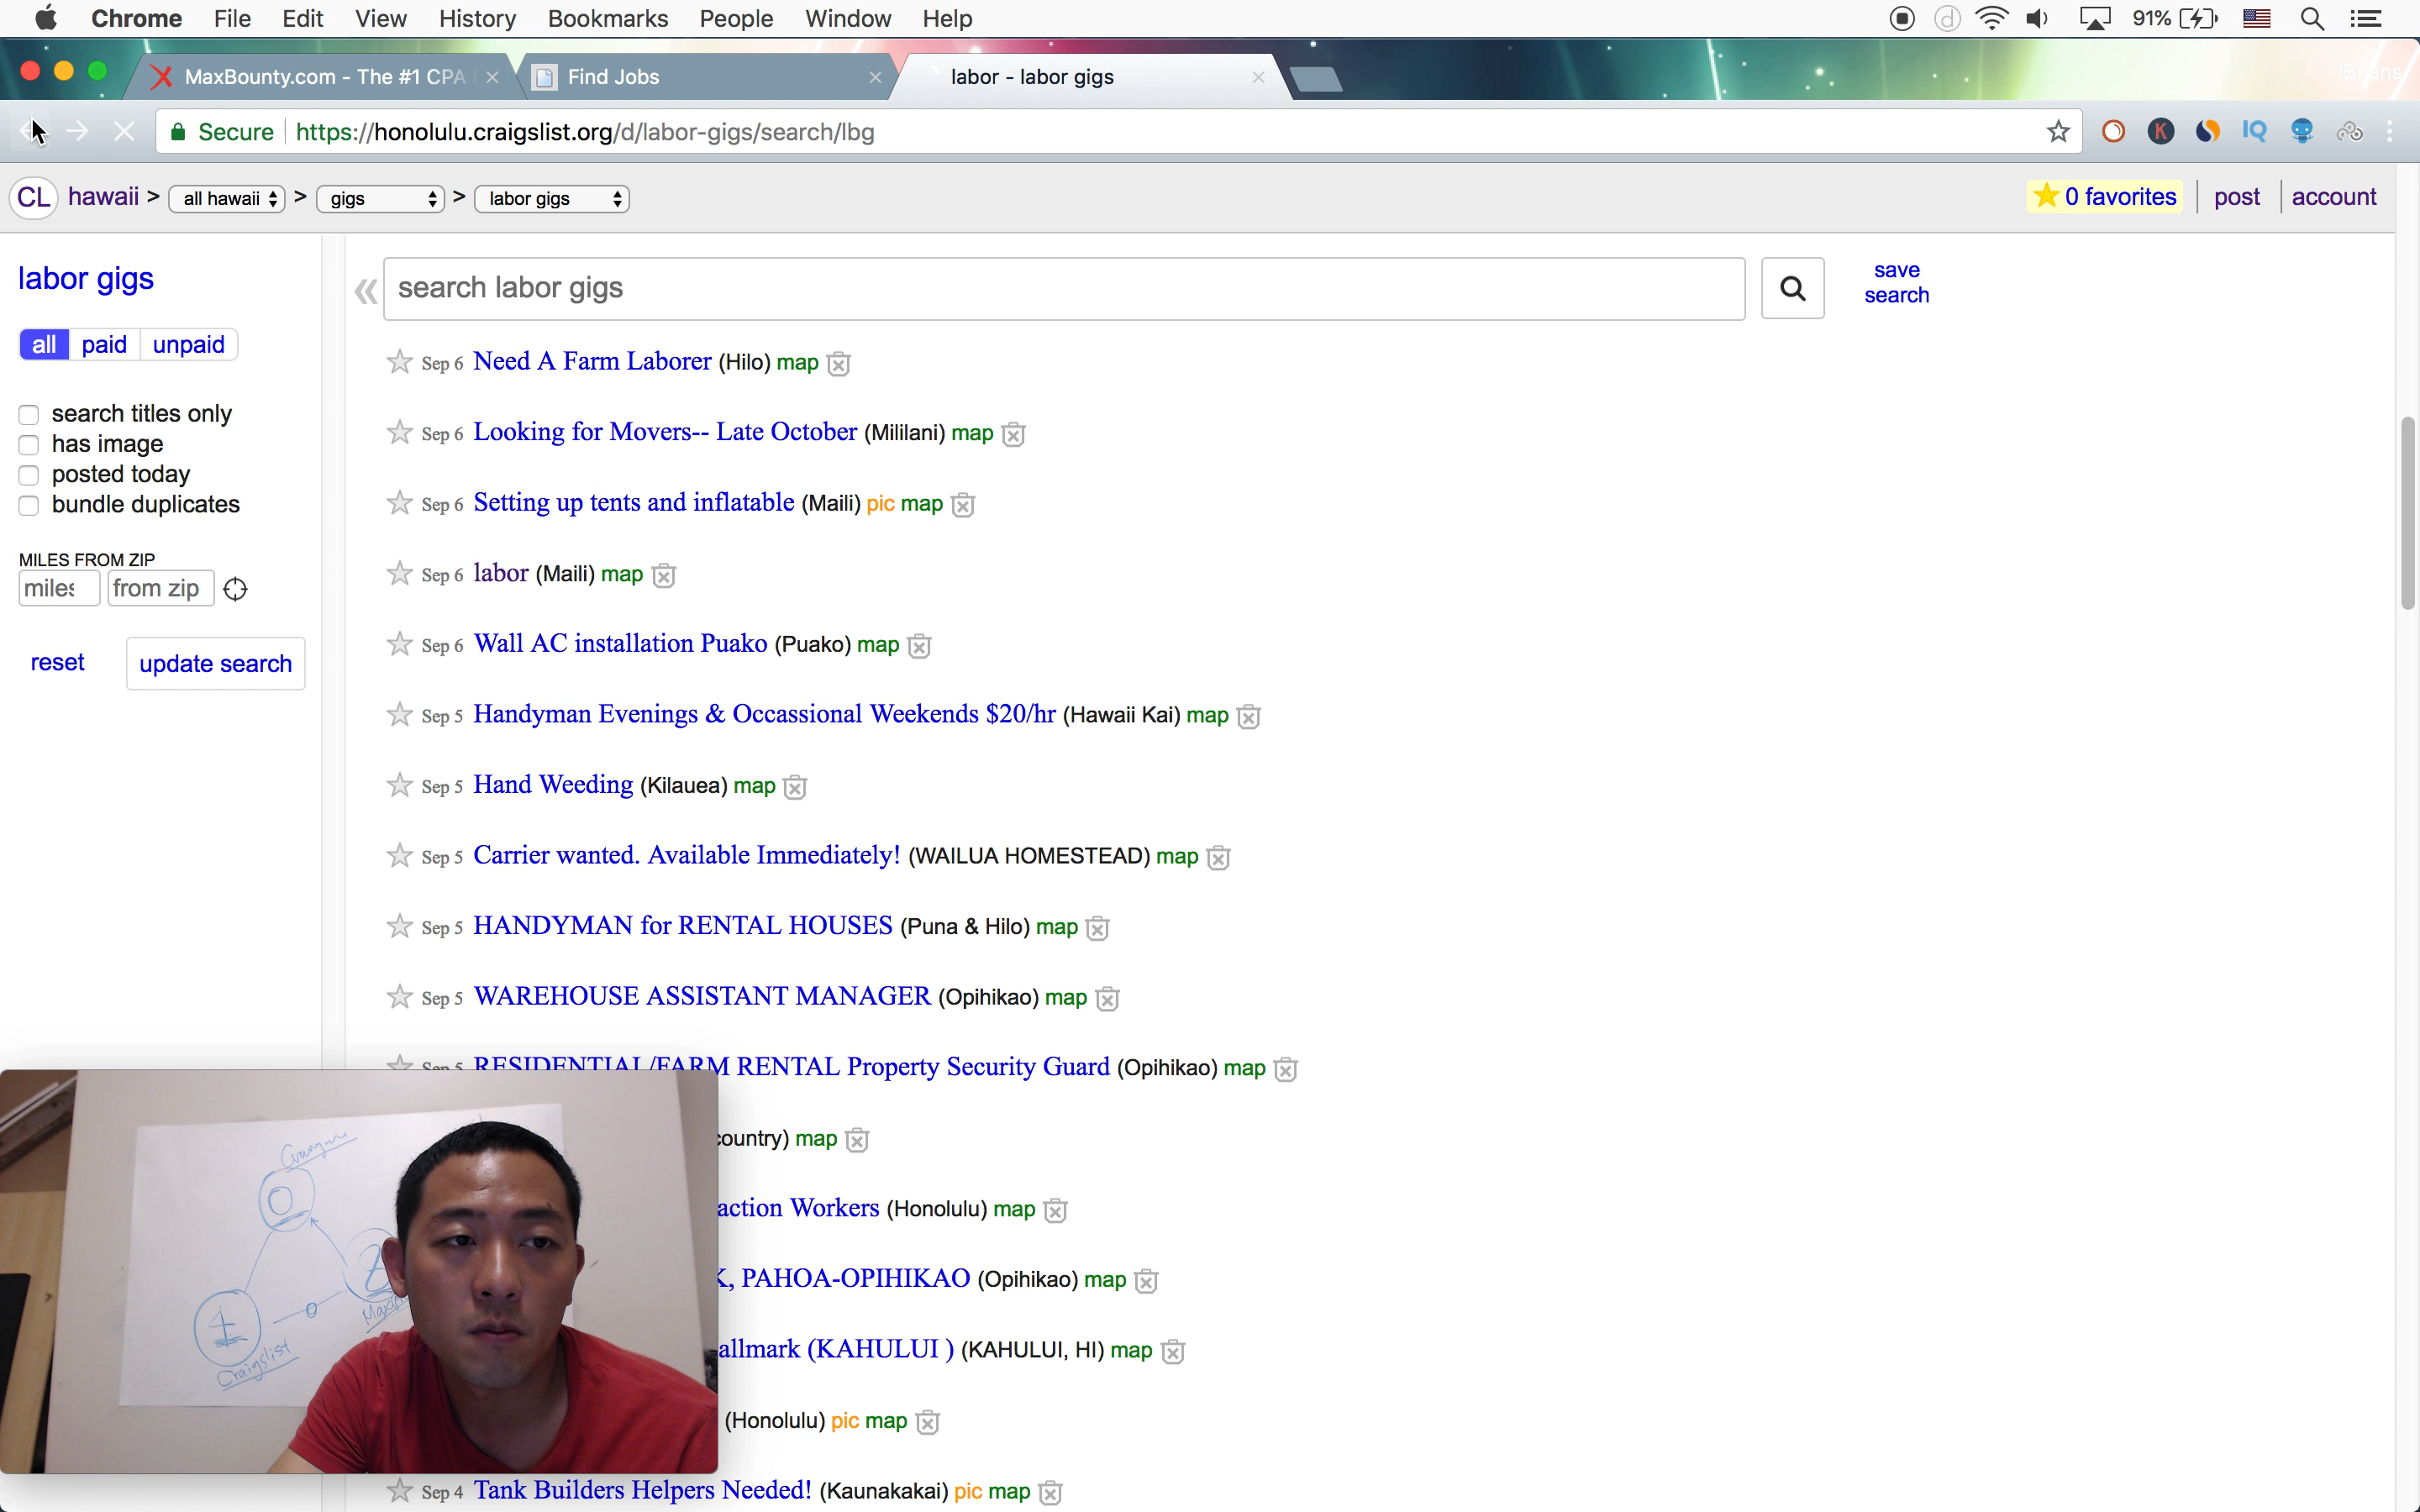 Chrome File Edit View History Bookmarks People Window Help 91%
MaxBounty.com - The #1 CPA
Find Jobs
labor - labor gigs
Secure https://honolulu.craigslist.org/d/labor-gigs/search/lbg
CL hawaii > all hawaii > gigs > labor gigs
0 favorites post account
labor gigs
all paid unpaid
search titles only
has image
posted today
bundle duplicates
MILES FROM ZIP
miles from zip
reset update search
search labor gigs
save
search
Sep 6 Need A Farm Laborer (Hilo) map
Sep 6 Looking for Movers-- Late October (Mililani) map
Sep 6 Setting up tents and inflatable (Maili) pic map
Sep 6 labor (Maili) map
Sep 6 Wall AC installation Puako (Puako) map
Sep 5 Handyman Evenings & Occassional Weekends $20/hr (Hawaii Kai) map
Sep 5 Hand Weeding (Kilauea) map
Sep 5 Carrier wanted. Available Immediately! (WAILUA HOMESTEAD) map
Sep 5 HANDYMAN for RENTAL HOUSES (Puna & Hilo) map
Sep 5 WAREHOUSE ASSISTANT MANAGER (Opihikao) map
Sep 5 RESIDENTIAL/FARM RENTAL Property Security Guard (Opihikao) map
country) map
action Workers (Honolulu) map
K, PAHOA-OPIHIKAO (Opihikao) map
allmark (KAHULUI ) (KAHULUI, HI) map
(Honolulu) pic map
Sep 4 Tank Builders Helpers Needed! (Kaunakakai) pic map
1
Craigslist